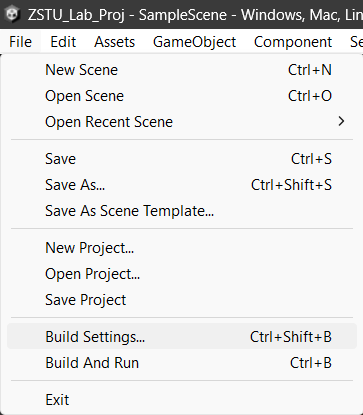 ZSTU_Lab_Proj - SampleScene - Windows, Mac, Lin
File Edit Assets GameObject Component Se
New Scene Ctrl+N
Open Scene Ctrl+O
Open Recent Scene
Save Ctrl+S
Save As... Ctrl+Shift+S
Save As Scene Template...
New Project...
Open Project...
Save Project
Build Settings... Ctrl+Shift+B
Build And Run Ctrl+B
Exit